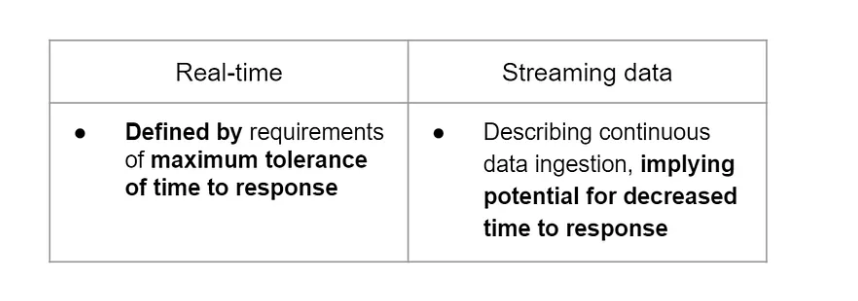 Real-time
Streaming data
● Defined by requirements
of maximum tolerance
of time to response
● Describing continuous
data ingestion, implying
potential for decreased
time to response